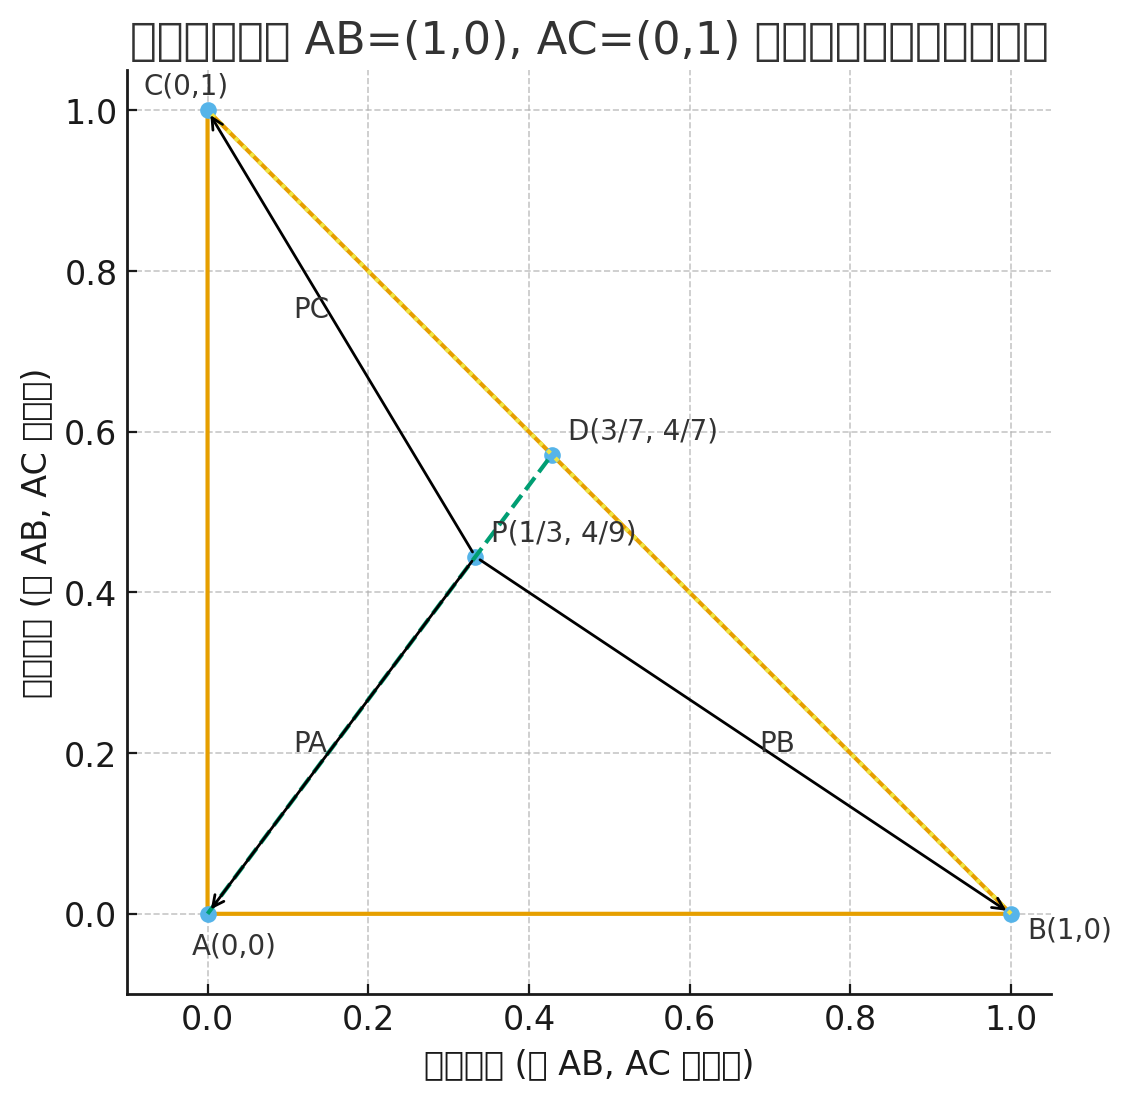 AB=(1,0), AC=(0,1)
C(0,1)
1.0
0.8
PC
0.6
D(3/7, 4/7)
P(1/3, 4/9)
0.4
0.2
PA
PB
0.0
A(0,0)
B(1,0)
0.0
0.2
0.4
0.6
0.8
1.0
( AB, AC )
( AB, AC )